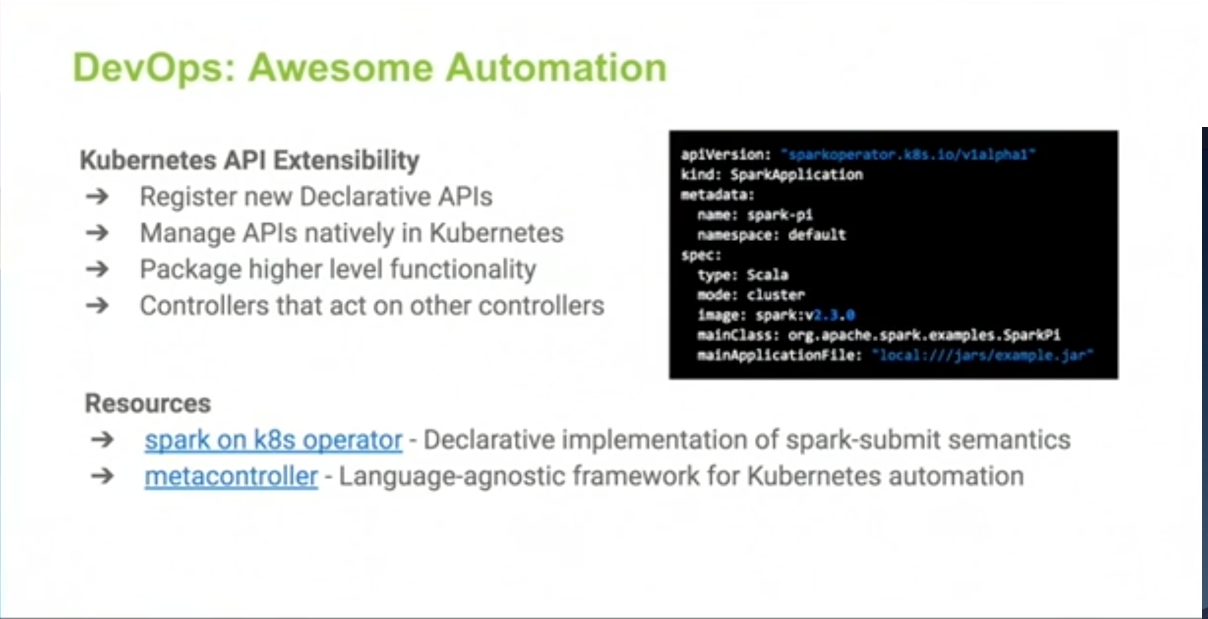 DevOps: Awesome Automation
Kubernetes API Extensibility
➔ Register new Declarative APIs
➔ Manage APIs natively in Kubernetes
➔ Package higher level functionality
➔ Controllers that act on other controllers
apiVersion: "sparkoperator.k8s.io/v1alpha1"
kind: SparkApplication
metadata:
  name: spark-pi
  namespace: default
spec:
  type: Scala
  mode: cluster
  image: spark:v2.3.0
  mainClass: org.apache.spark.examples.SparkPi
  mainApplicationFile: "local:///jars/example.jar"
Resources
➔ spark on k8s operator - Declarative implementation of spark-submit semantics
➔ metacontroller - Language-agnostic framework for Kubernetes automation